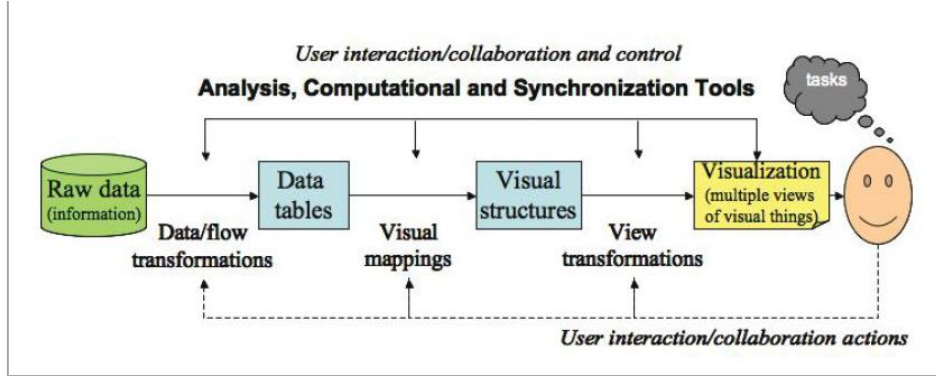 User interaction/collaboration and control
Analysis, Computational and Synchronization Tools
tasks
Raw data
(information)
Data
tables
Visual
structures
Visualization
(multiple views
of visual things)
Data/flow
transformations
Visual
mappings
View
transformations
User interaction/collaboration actions